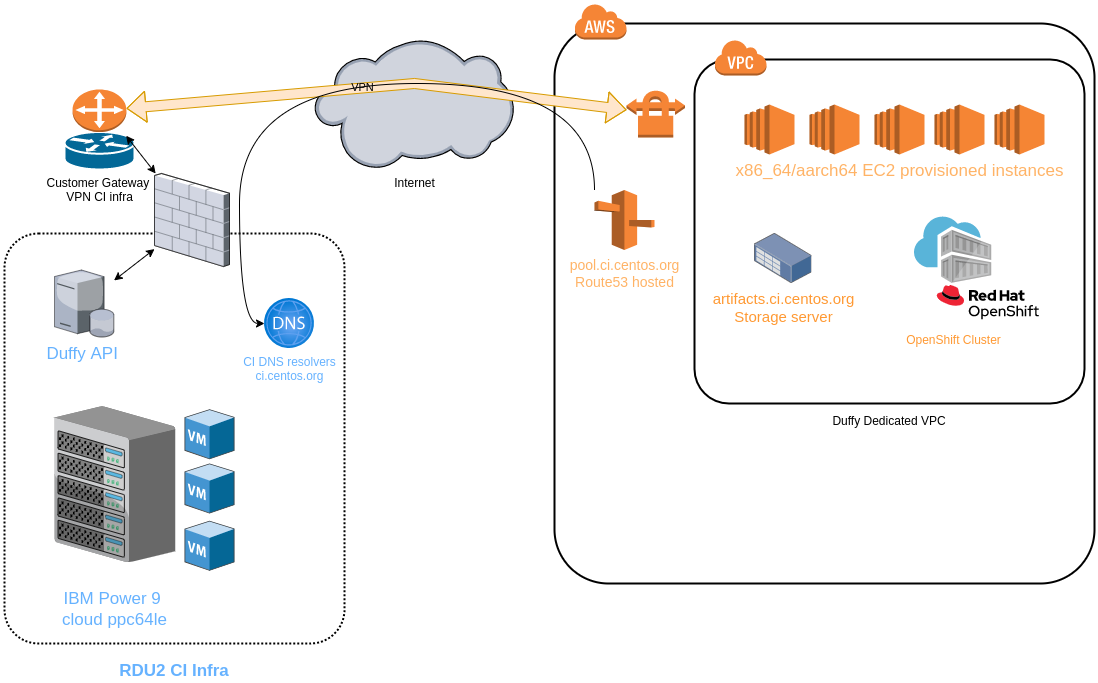 AWS
VPC
VPN
x86_64/aarch64 EC2 provisioned instances
Customer Gateway
VPN CI infra
Internet
pool.ci.centos.org
Route53 hosted
artifacts.ci.centos.org
Storage server
Red Hat
OpenShift
OpenShift Cluster
DNS
Duffy API
CI DNS resolvers
ci.centos.org
Duffy Dedicated VPC
VM
VM
VM
IBM Power 9
cloud ppc64le
RDU2 CI Infra